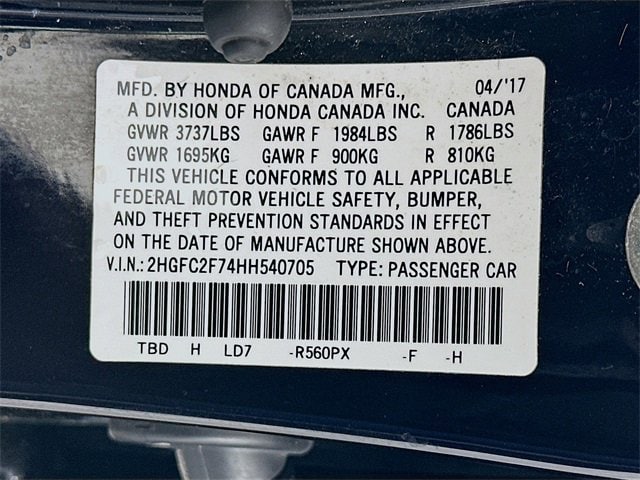 MFD. BY HONDA OF CANADA MFG., 04/'17
A DIVISION OF HONDA CANADA INC. CANADA
GVWR 3737LBS GAWR F 1984LBS R 1786LBS
GVWR 1695KG GAWR F 900KG R 810KG
THIS VEHICLE CONFORMS TO ALL APPLICABLE
FEDERAL MOTOR VEHICLE SAFETY, BUMPER,
AND THEFT PREVENTION STANDARDS IN EFFECT
ON THE DATE OF MANUFACTURE SHOWN ABOVE.
V.I.N.: 2HGFC2F74HH540705 TYPE: PASSENGER CAR
TBD H LD7 -R560PX -F -H